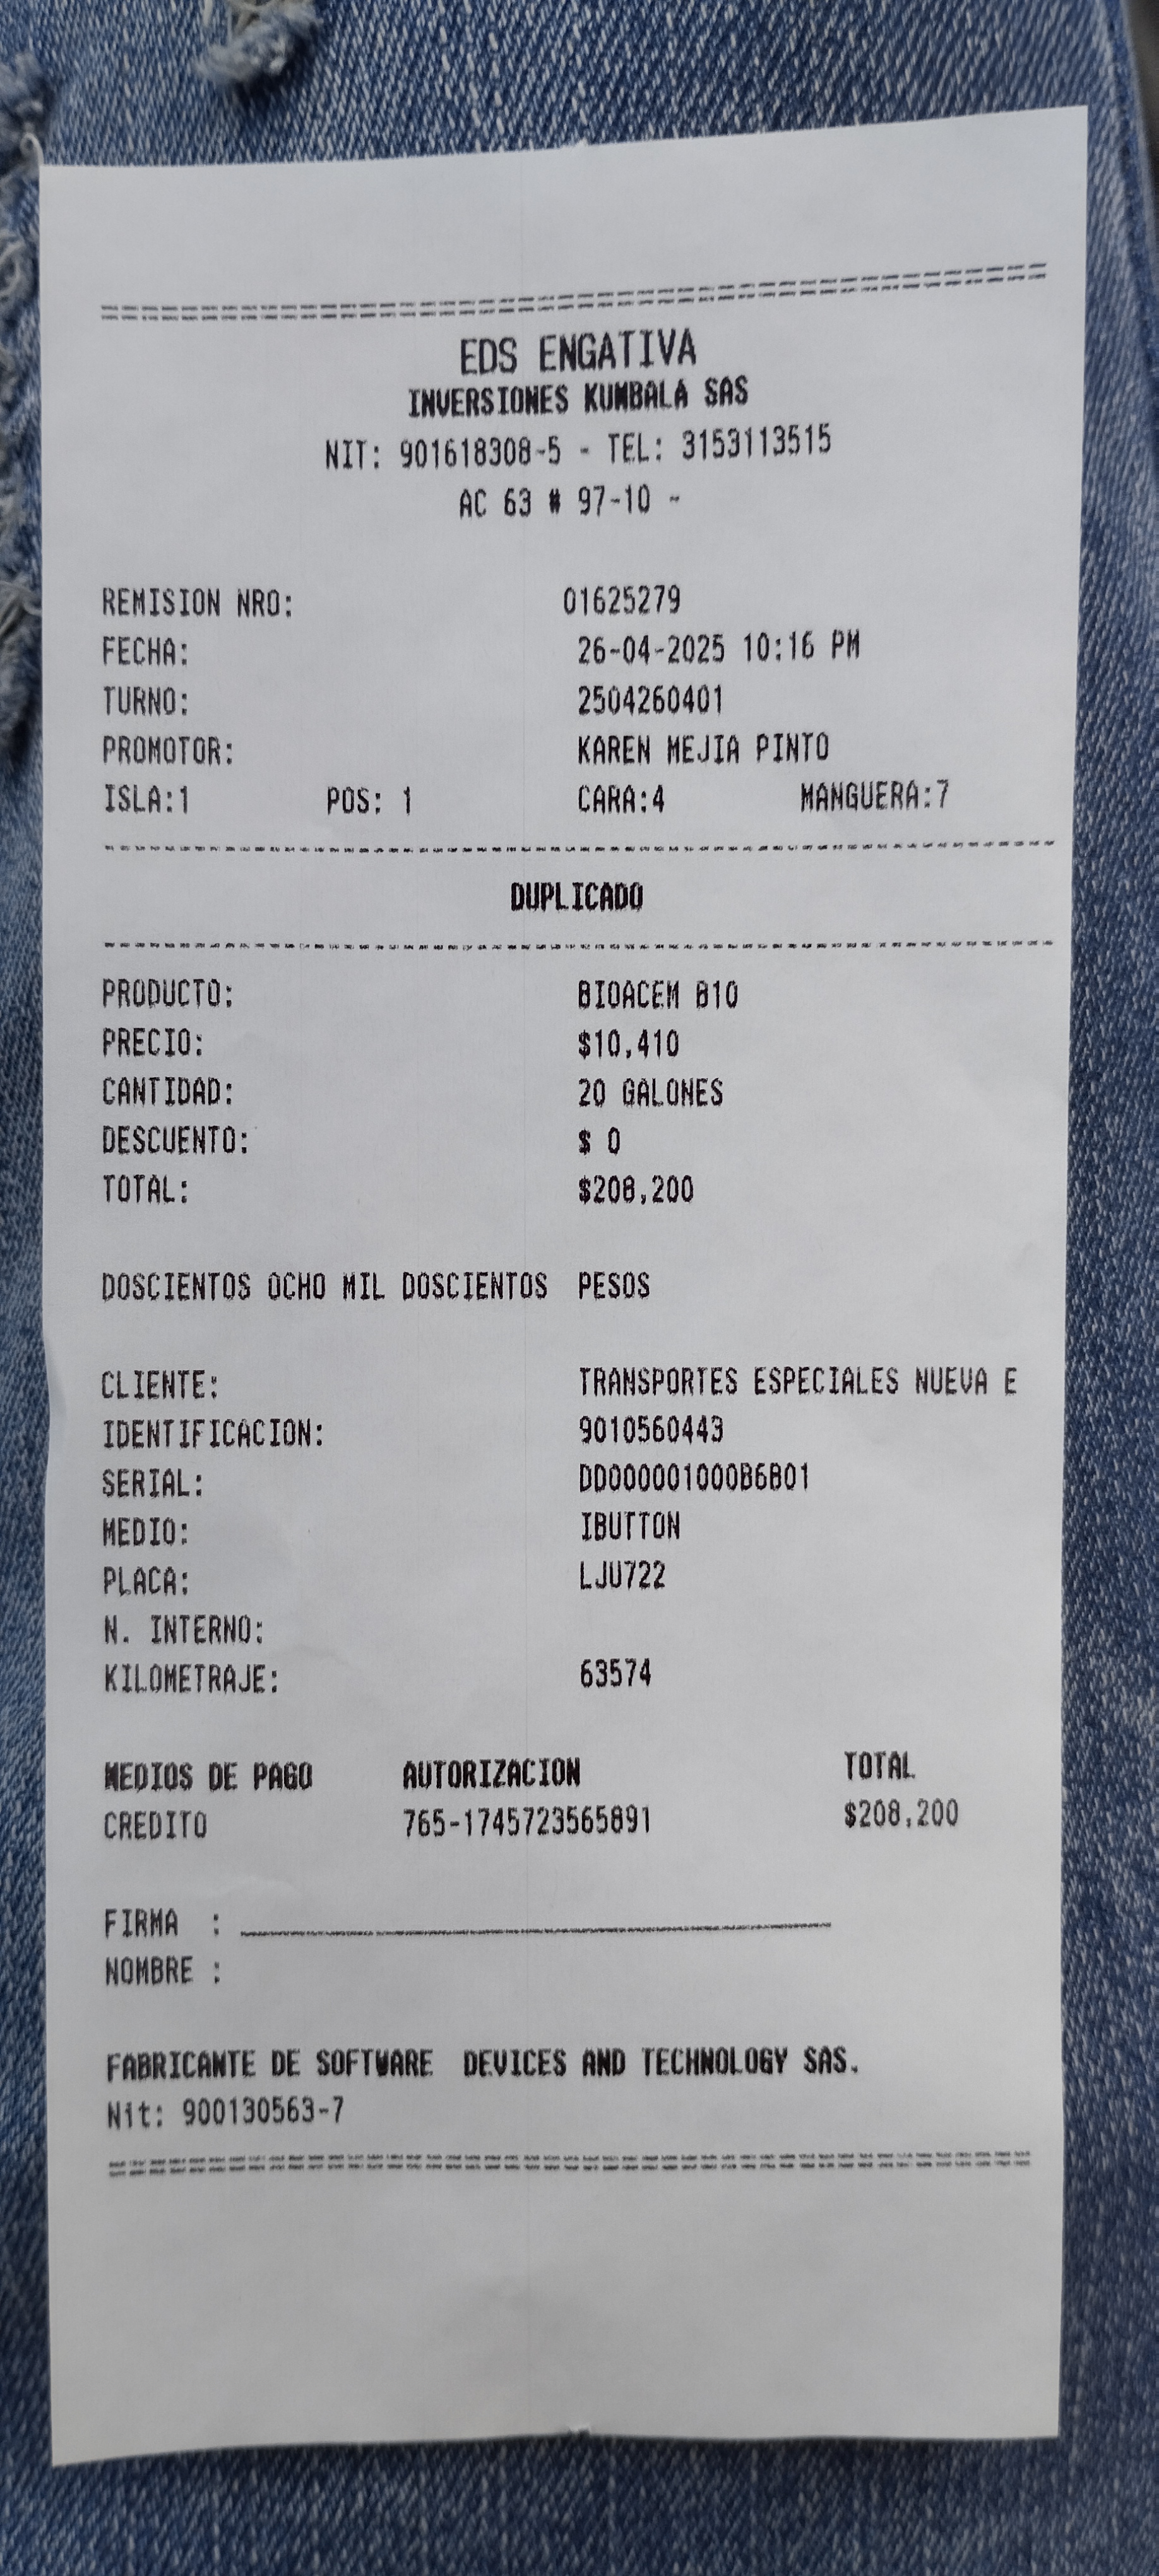 EDS ENGATIVA
INVERSIONES KUMBALA SAS
NIT: 901618308-5 - TEL: 3153113515
AC 63 # 97-10 -
REMISION NRO: 01625279
FECHA: 26-04-2025 10:16 PM
TURNO: 2504260401
PROMOTOR: KAREN MEJIA PINTO
ISLA:1 POS: 1 CARA:4 MANGUERA:7
DUPLICADO
PRODUCTO: BIOACEM B10
PRECIO: $10,410
CANTIDAD: 20 GALONES
DESCUENTO: $ 0
TOTAL: $208,200
DOSCIENTOS OCHO MIL DOSCIENTOS PESOS
CLIENTE: TRANSPORTES ESPECIALES NUEVA E
IDENTIFICACION: 9010560443
SERIAL: DD000001000B6B01
MEDIO: IBUTTON
PLACA: LJU722
N. INTERNO:
KILOMETRAJE: 63574
MEDIOS DE PAGO AUTORIZACION TOTAL
CREDITO 765-1745723565891 $208,200
FIRMA :
NOMBRE :
FABRICANTE DE SOFTWARE DEVICES AND TECHNOLOGY SAS.
Nit: 900130563-7